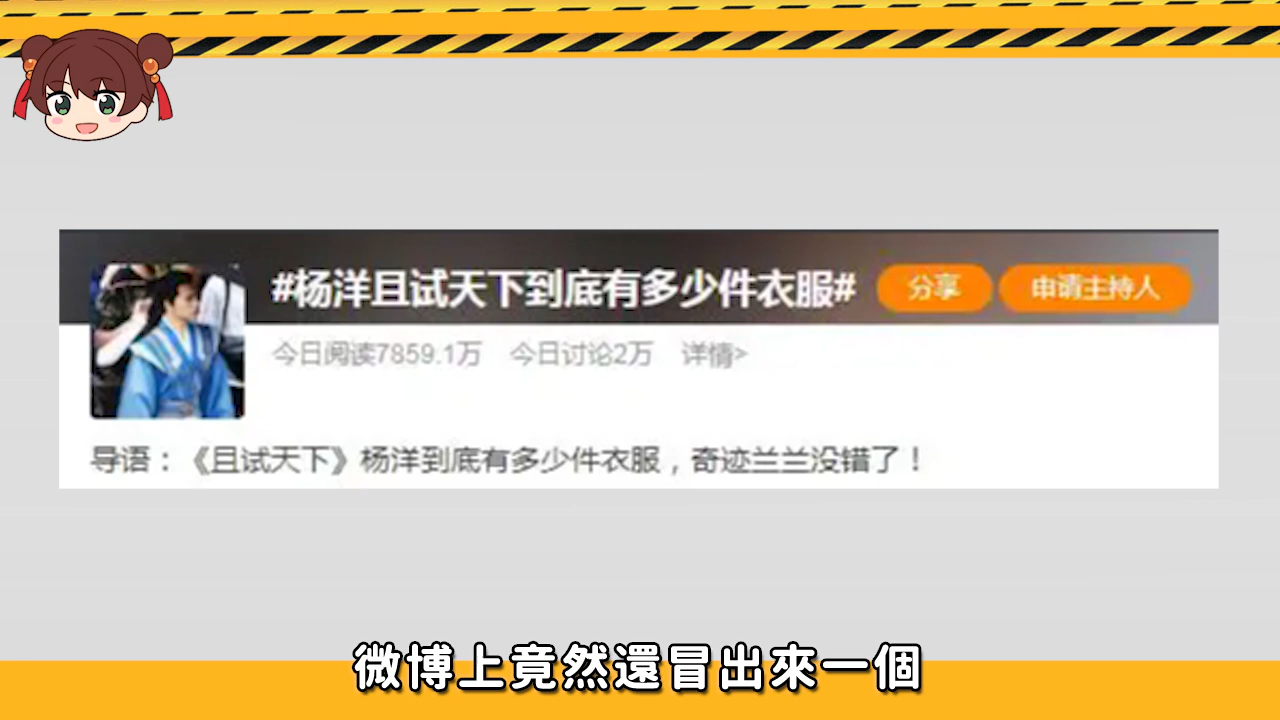 #杨洋且试天下到底有多少件衣服# 分享 申请主持人
今日阅读7859.1万 今日讨论2万 详情>
导语：《且试天下》杨洋到底有多少件衣服，奇迹兰兰没错了！
微博上竟然還冒出來一個